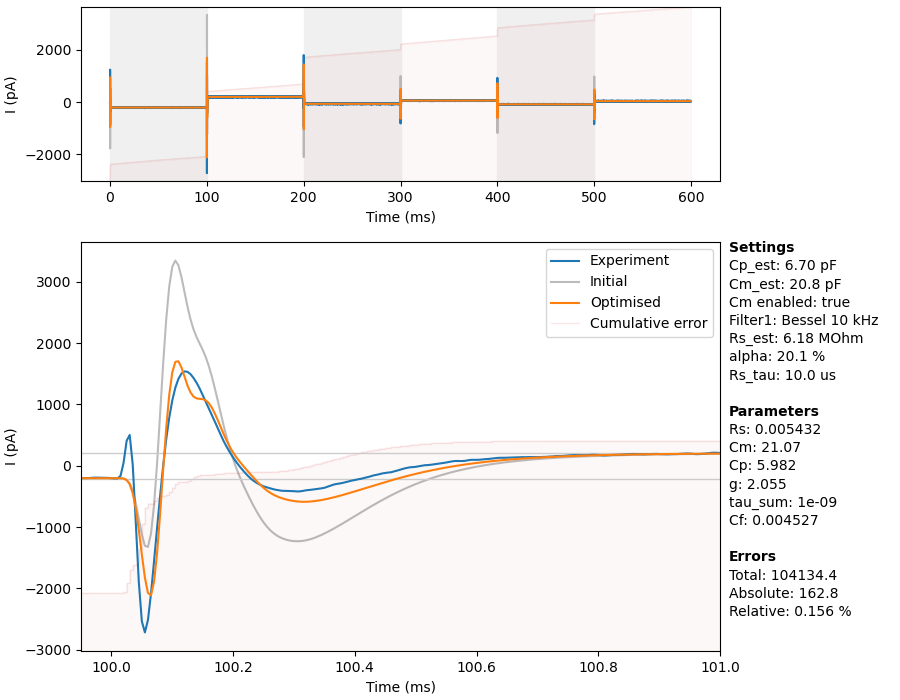 2000
0
−2000
I (pA)
0
100
200
300
400
500
600
Time (ms)
3000
2000
1000
0
−1000
−2000
−3000
I (pA)
Experiment
Initial
Optimised
Cumulative error
100.0
100.2
100.4
100.6
100.8
101.0
Time (ms)
Settings
Cp_est: 6.70 pF
Cm_est: 20.8 pF
Cm enabled: true
Filter1: Bessel 10 kHz
Rs_est: 6.18 MOhm
alpha: 20.1 %
Rs_tau: 10.0 us
Parameters
Rs: 0.005432
Cm: 21.07
Cp: 5.982
g: 2.055
tau_sum: 1e-09
Cf: 0.004527
Errors
Total: 104134.4
Absolute: 162.8
Relative: 0.156 %